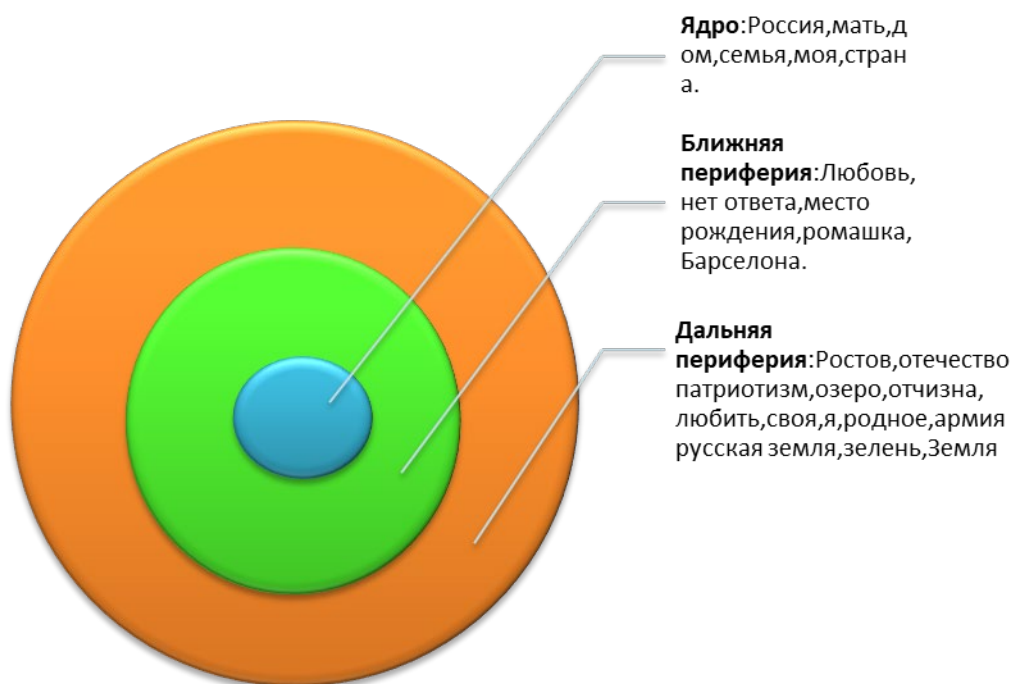 Ядро:Россия,мать,д
ом,семья,моя,стран
а.
Ближняя
периферия:Любовь,
нет ответа,место
рождения,ромашка,
Барселона.
Дальняя
периферия:Ростов,отечество
патриотизм,озеро,отчизна,
любить,своя,я,родное,армия
русская земля,зелень,Земля